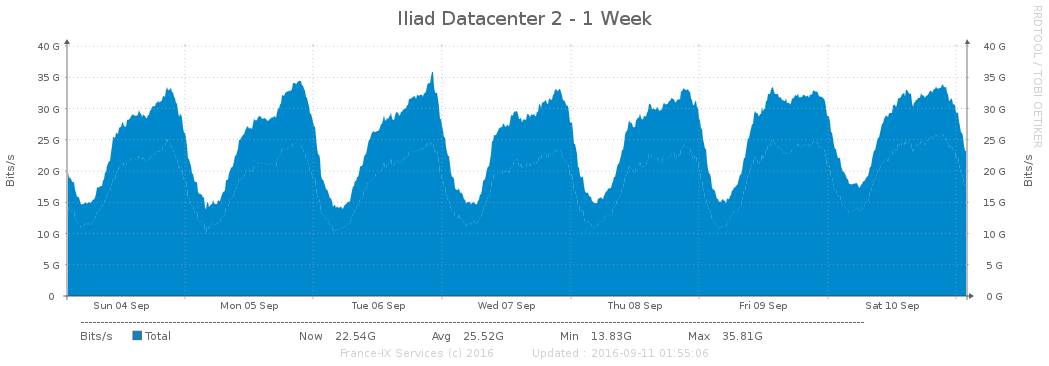 Iliad Datacenter 2 - 1 Week
RRDTOOL / TOBI OETIKER
Bits/s
40 G 40 G
35 G 35 G
30 G 30 G
25 G 25 G
20 G 20 G
15 G 15 G
10 G 10 G
5 G 5 G
0 0 G
Bits/s
Sun 04 Sep Mon 05 Sep Tue 06 Sep Wed 07 Sep Thu 08 Sep Fri 09 Sep Sat 10 Sep
Bits/s Total Now 22.54G Avg 25.52G Min 13.83G Max 35.81G
France-IX Services (c) 2016 Updated : 2016-09-11 01:55:06